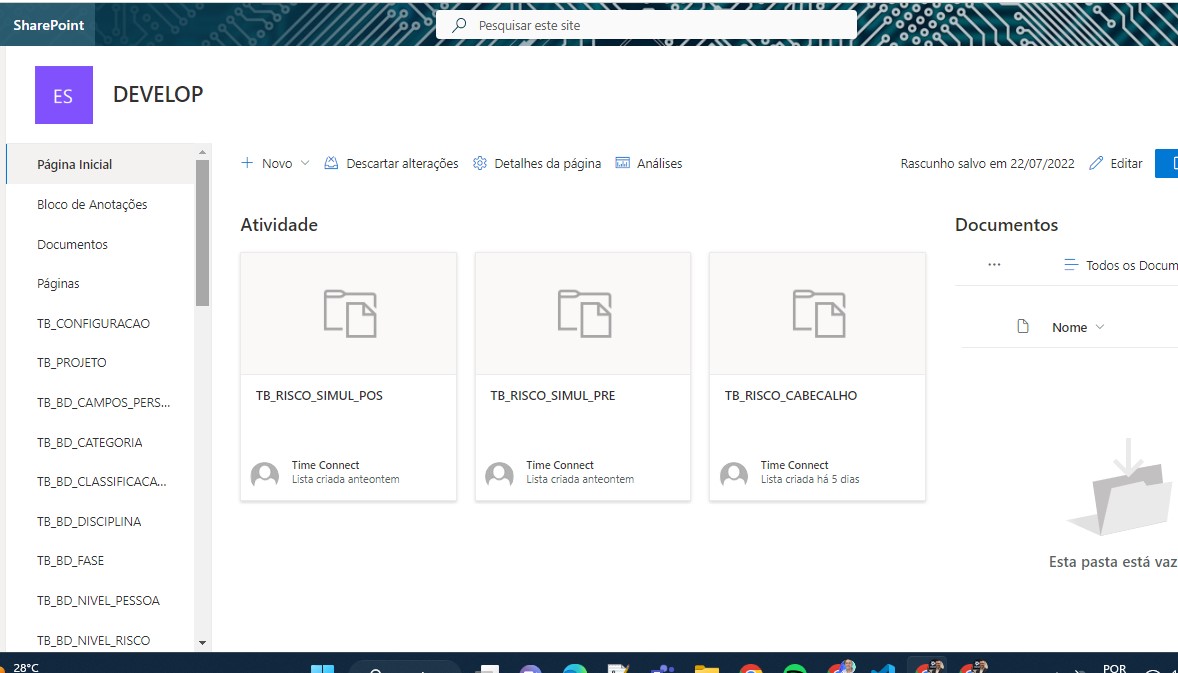 SharePoint
Pesquisar este site
ES
DEVELOP
Página Inicial
Bloco de Anotações
Documentos
Páginas
TB_CONFIGURACAO
TB_PROJETO
TB_BD_CAMPOS_PERS...
TB_BD_CATEGORIA
TB_BD_CLASSIFICACA...
TB_BD_DISCIPLINA
TB_BD_FASE
TB_BD_NIVEL_PESSOA
TB_BD_NIVEL_RISCO
Novo
Descartar alterações
Detalhes da página
Análises
Rascunho salvo em 22/07/2022
Editar
Atividade
TB_RISCO_SIMUL_POS
Time Connect
Lista criada anteontem
TB_RISCO_SIMUL_PRE
Time Connect
Lista criada anteontem
TB_RISCO_CABECALHO
Time Connect
Lista criada há 5 dias
Documentos
Todos os Docum
Nome
Esta pasta está vaz
28°C
POR